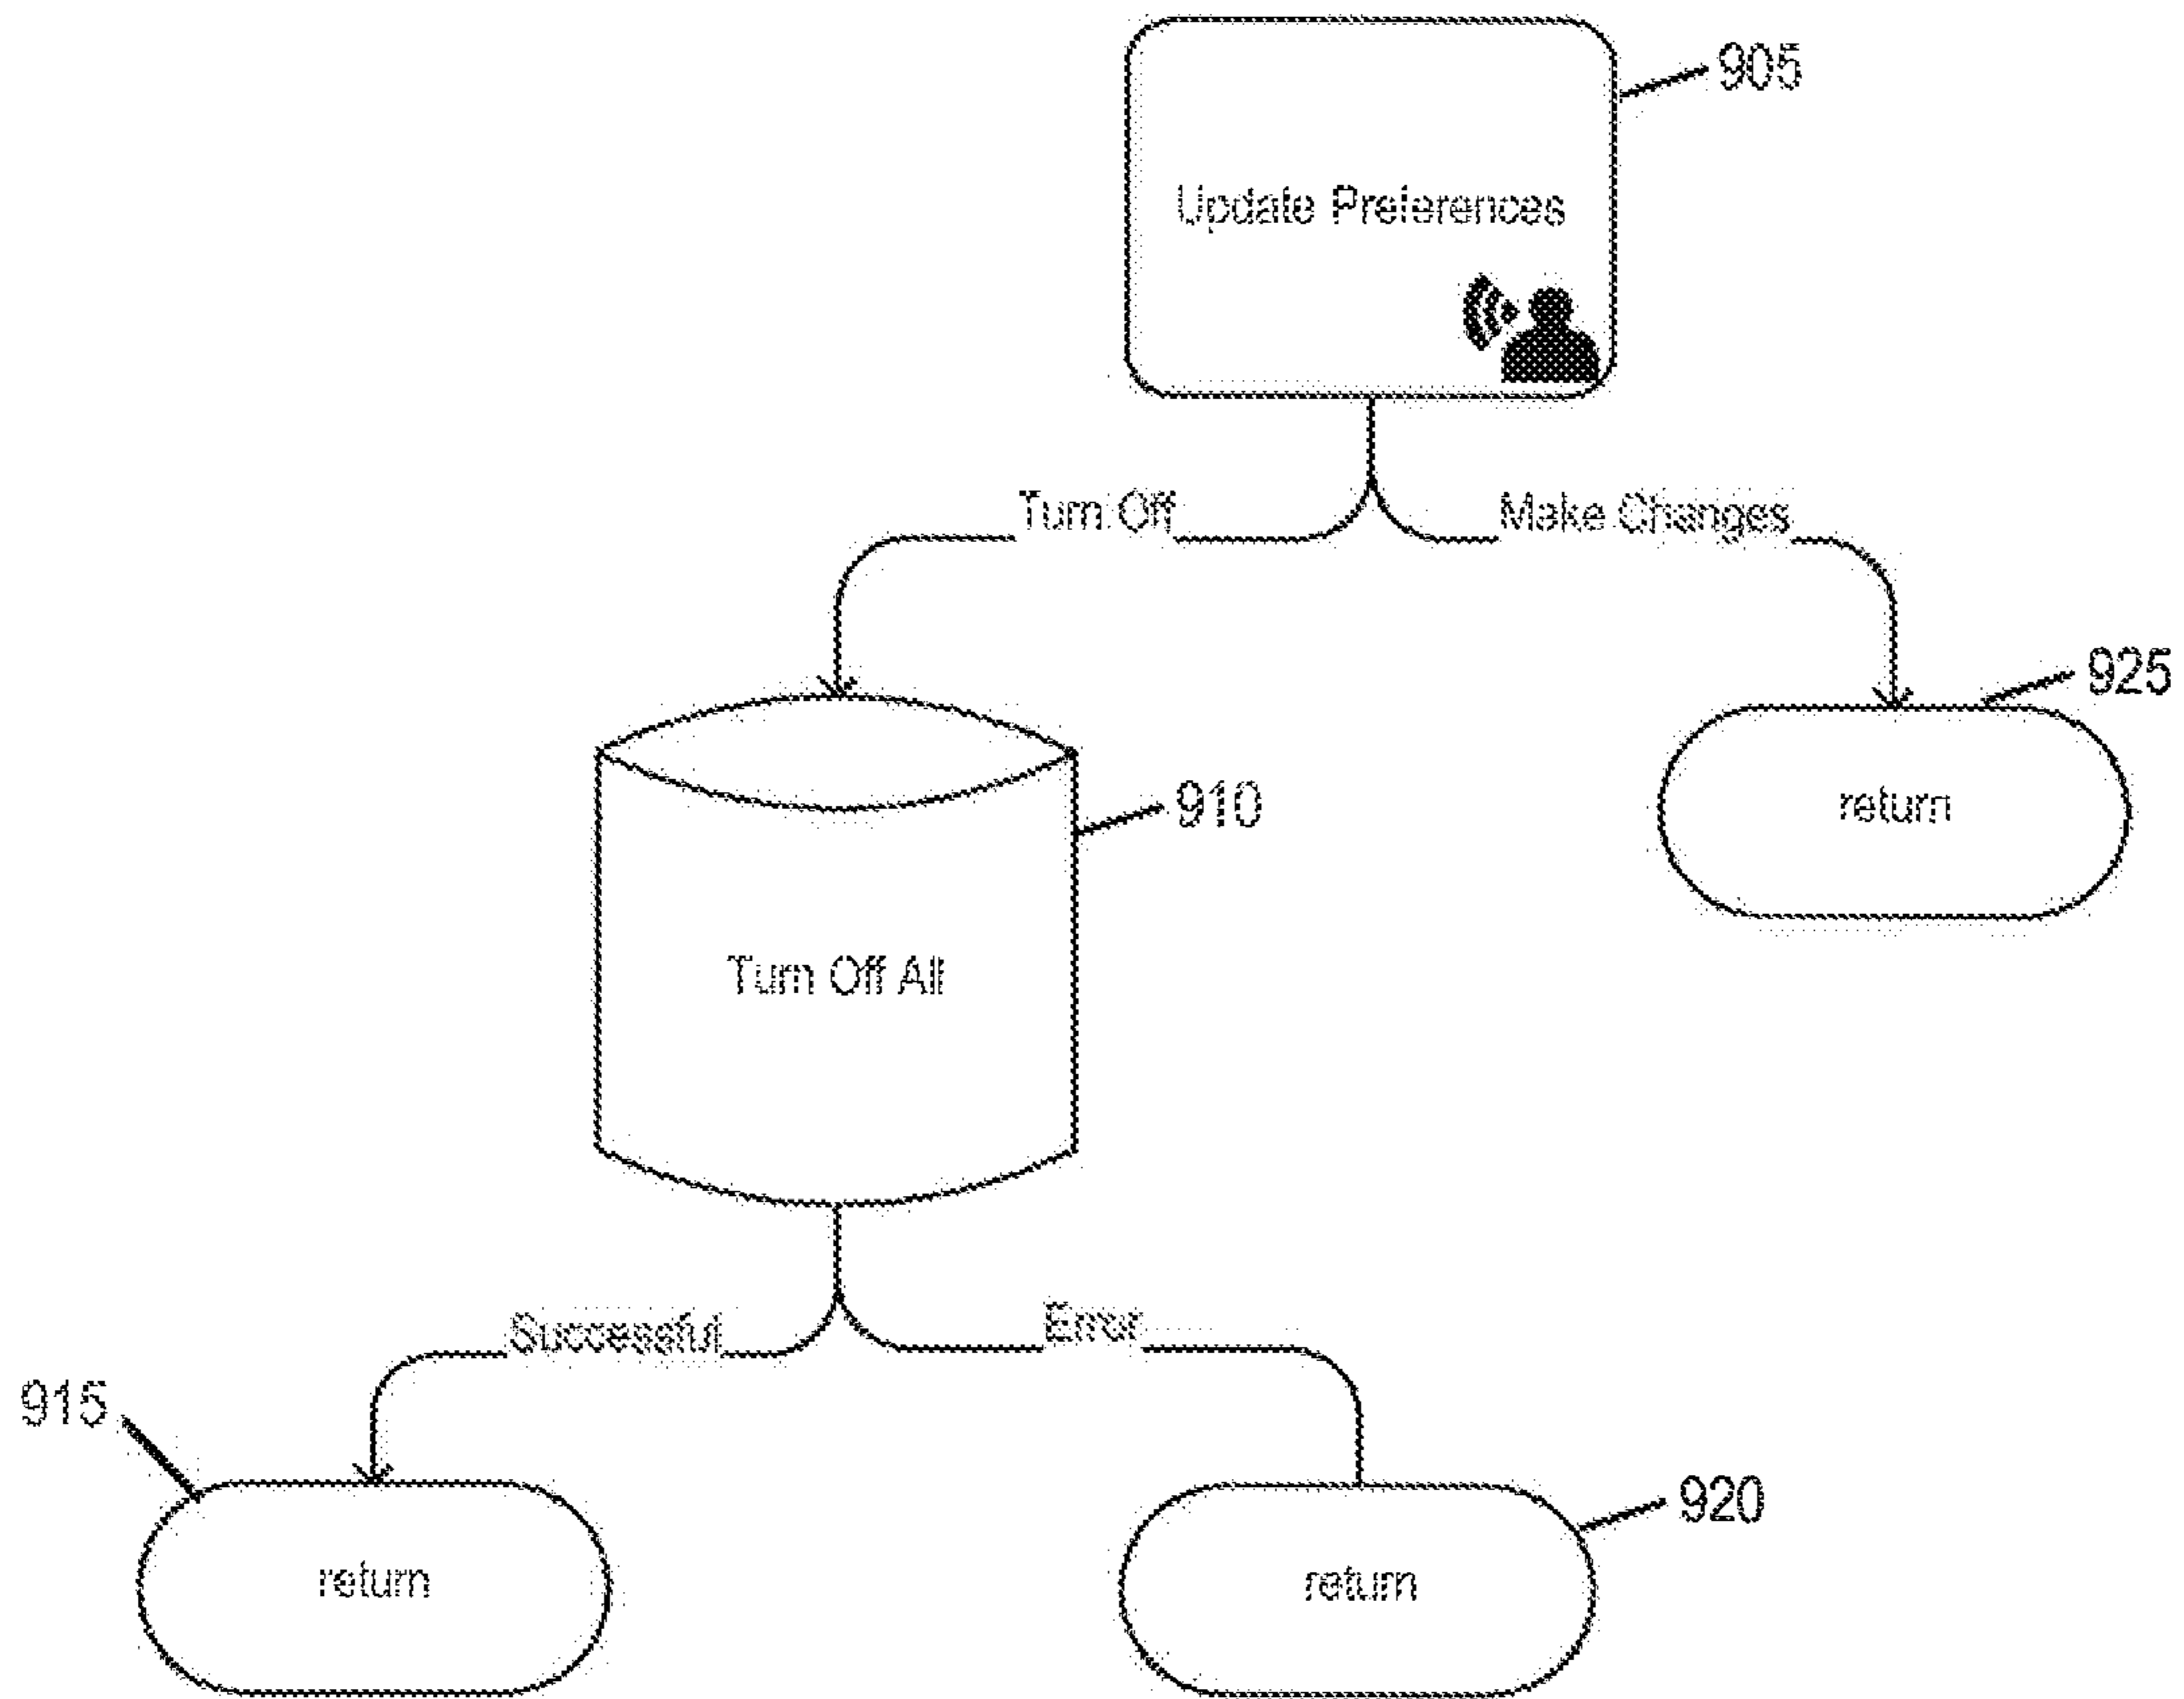 905
Update Preferences
Turn Off
Make Changes
925
return
910
Turn Off All
Successful
Error
915
920
return
return